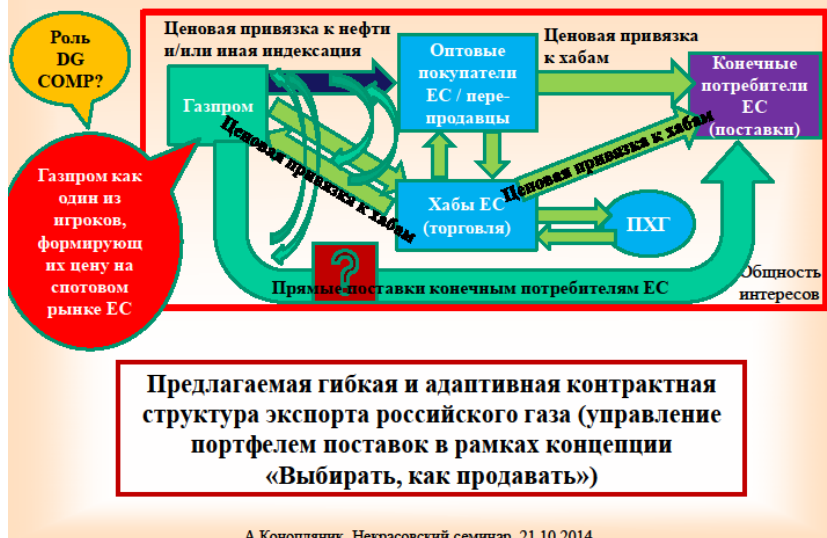 Роль
DG
COMP?
Ценовая привязка к нефти
и/или иная индексация
Оптовые
покупатели
ЕС / пере-
продавцы
Ценовая привязка
к хабам
Конечные
потребители
ЕС
(поставки)
Газпром
Ценовая привязка к хабам
Ценовая привязка к хабам
Газпром как
один из
игроков,
формирующ
их цену на
спотовом
рынке ЕС
Хабы ЕС
(торговля)
ПХГ
?
Прямые поставки конечным потребителям ЕС
Общность
интересов
Предлагаемая гибкая и адаптивная контрактная
структура экспорта российского газа (управление
портфелем поставок в рамках концепции
«Выбирать, как продавать»)
А.Конопляник, Некрасовский семинар, 21.10.2014